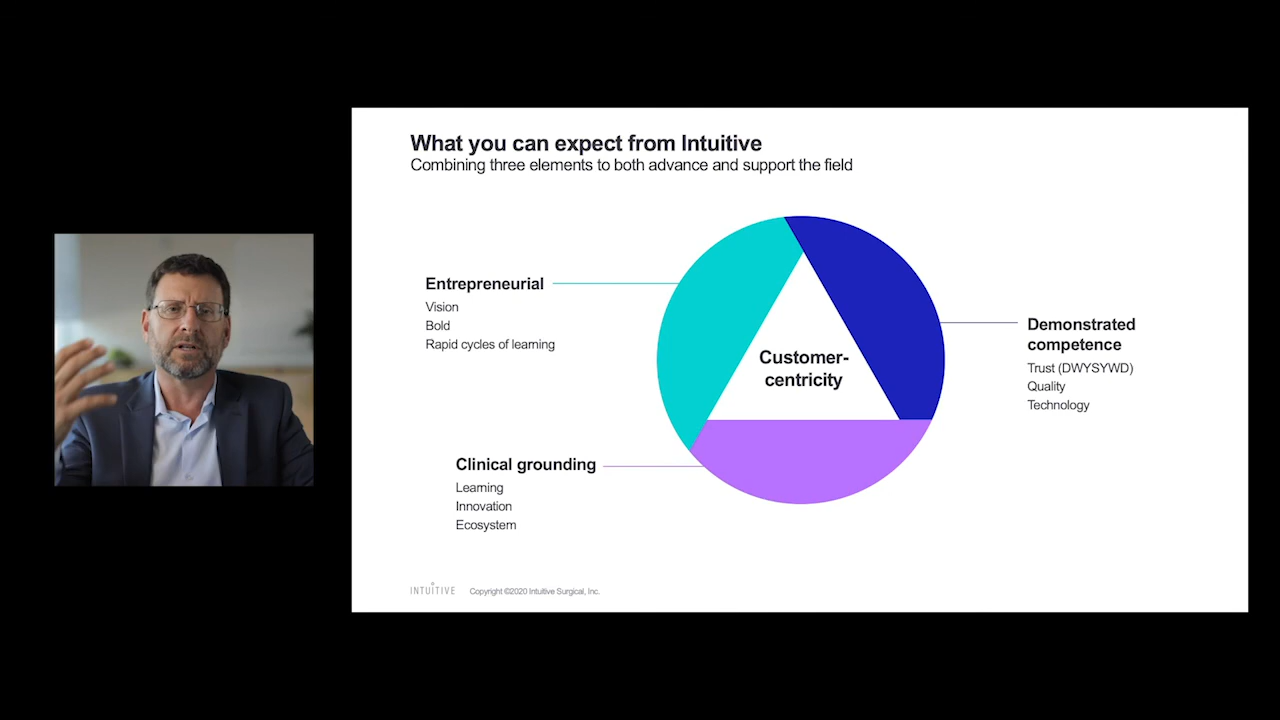 What you can expect from Intuitive
Combining three elements to both advance and support the field
Entrepreneurial
Vision
Bold
Rapid cycles of learning
Customer-
centricity
Demonstrated
competence
Trust (DWYSYWD)
Quality
Technology
Clinical grounding
Learning
Innovation
Ecosystem
INTUITIVE
Copyright ©2020 Intuitive Surgical, Inc.